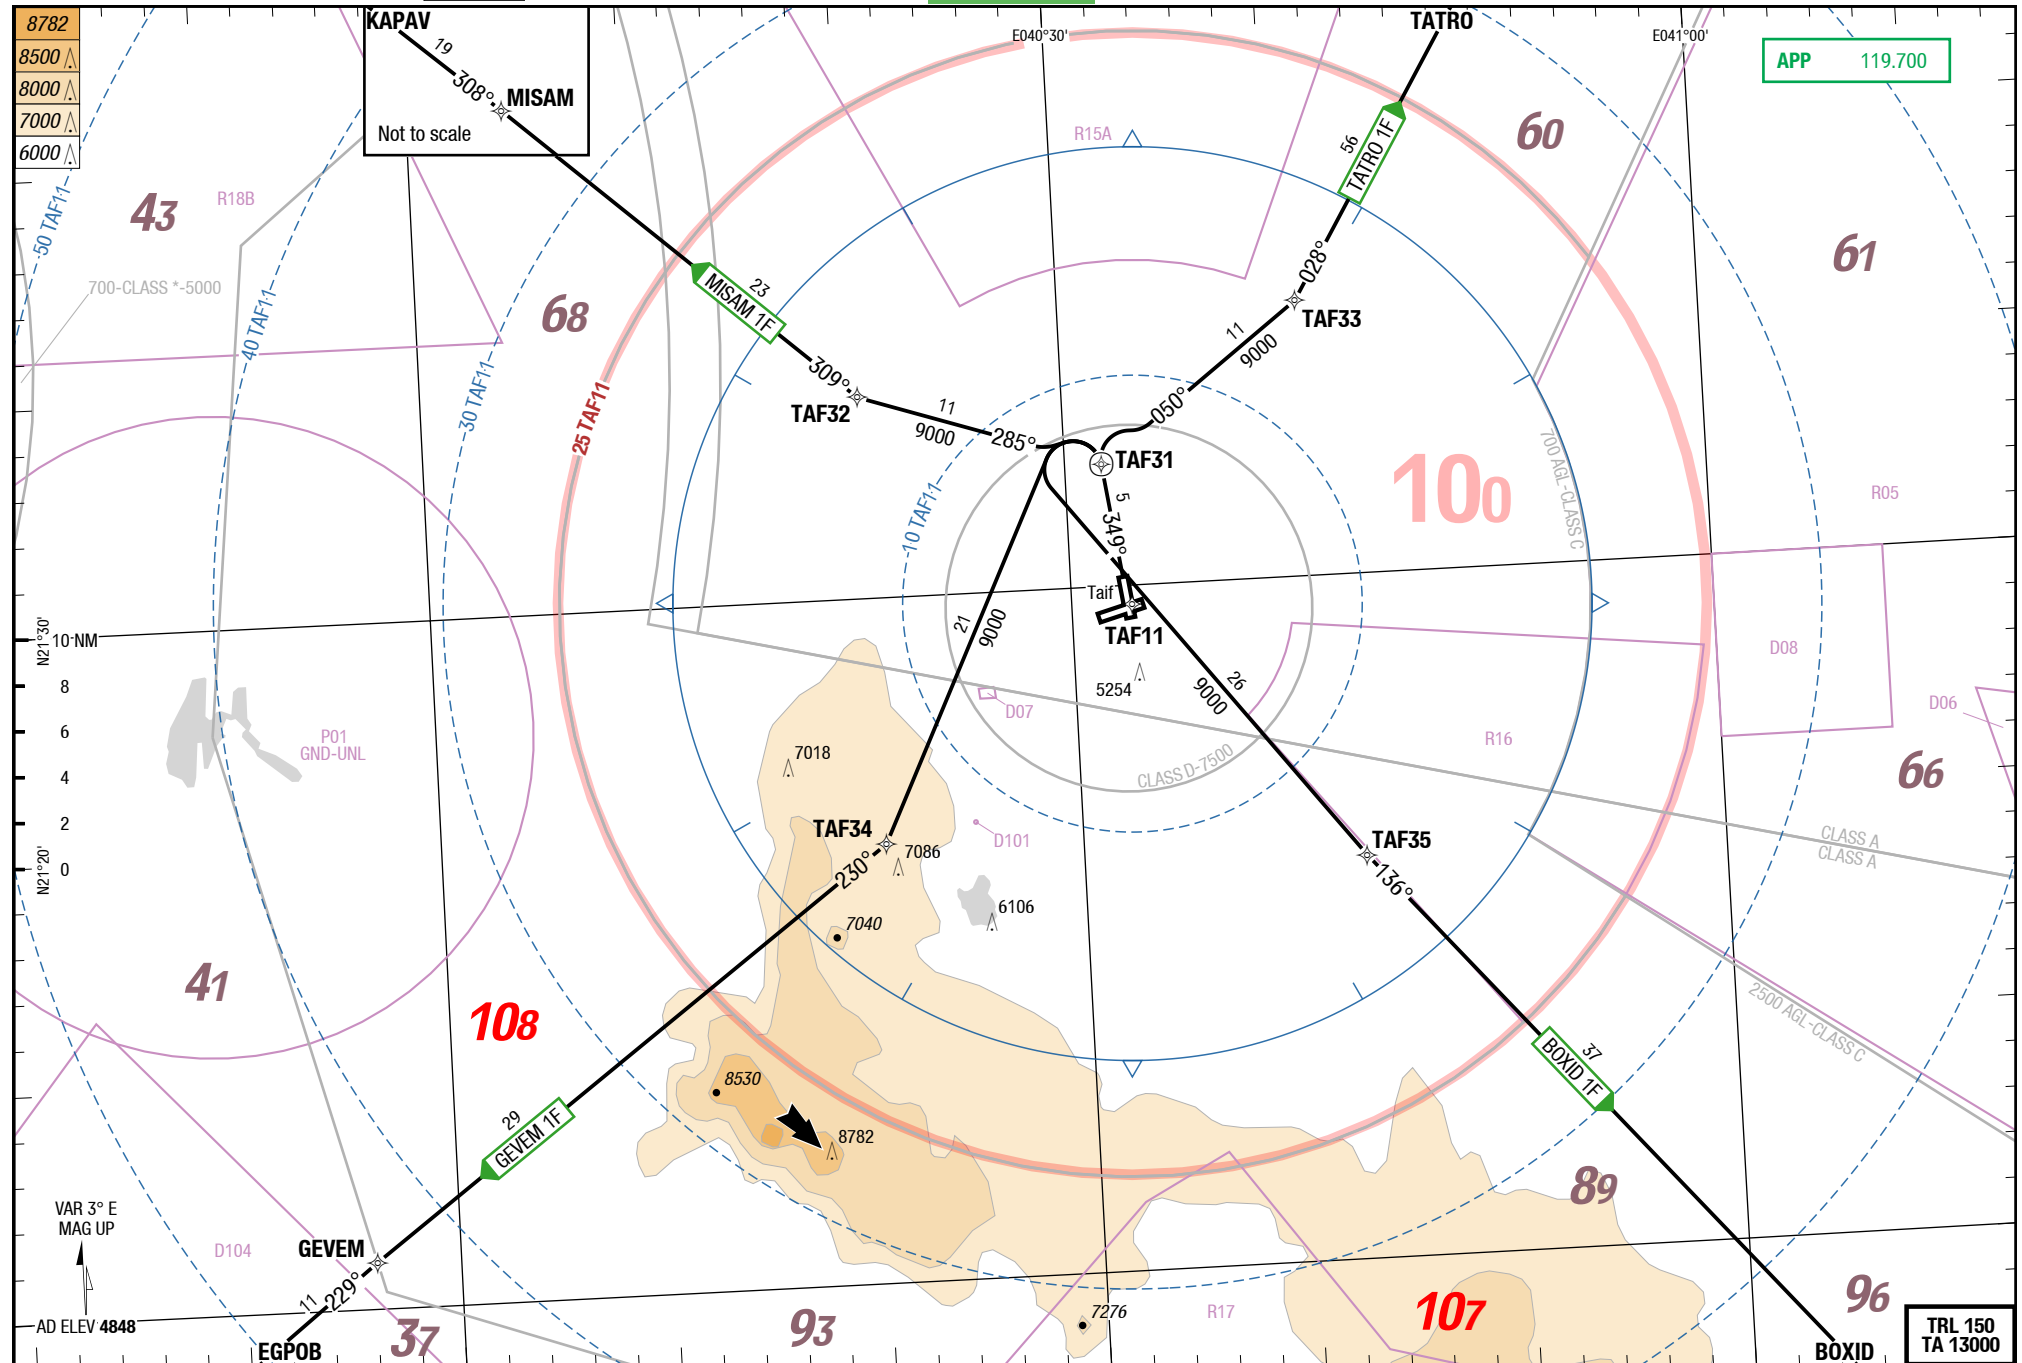 8782
8500
8000
7000
6000
KAPAV
19
308°
MISAM
Not to scale
E040°30'
TATRO
E041°00'
APP 119.700
60
56
TATRO 1F
R15A
R18B
43
50 TAF11
61
028°
700-CLASS *-5000
40 TAF11
68
MISAM 1F
23
TAF33
11
9000
309°
TAF32
11
9000
285°
050°
30 TAF11
25 TAF11
TAF31
100
700 AGL-CLASS C
R05
10 TAF11
5
349°
Taif
TAF11
N21°30'
10 NM
8
6
4
2
0
N21°20'
21
9000
5254
26
9000
D08
D07
D06
P01
GND-UNL
R16
CLASS D-7500
7018
66
TAF34
7086
D101
TAF35
CLASS A
CLASS A
230°
136°
6106
7040
41
108
2500 AGL-CLASS C
37
BOXID 1F
8530
8782
29
GEVEM 1F
89
VAR 3° E
MAG UP
D104
GEVEM
229°
11
96
7276
R17
107
AD ELEV 4848
37
93
EGPOB
BOXID
TRL 150
TA 13000